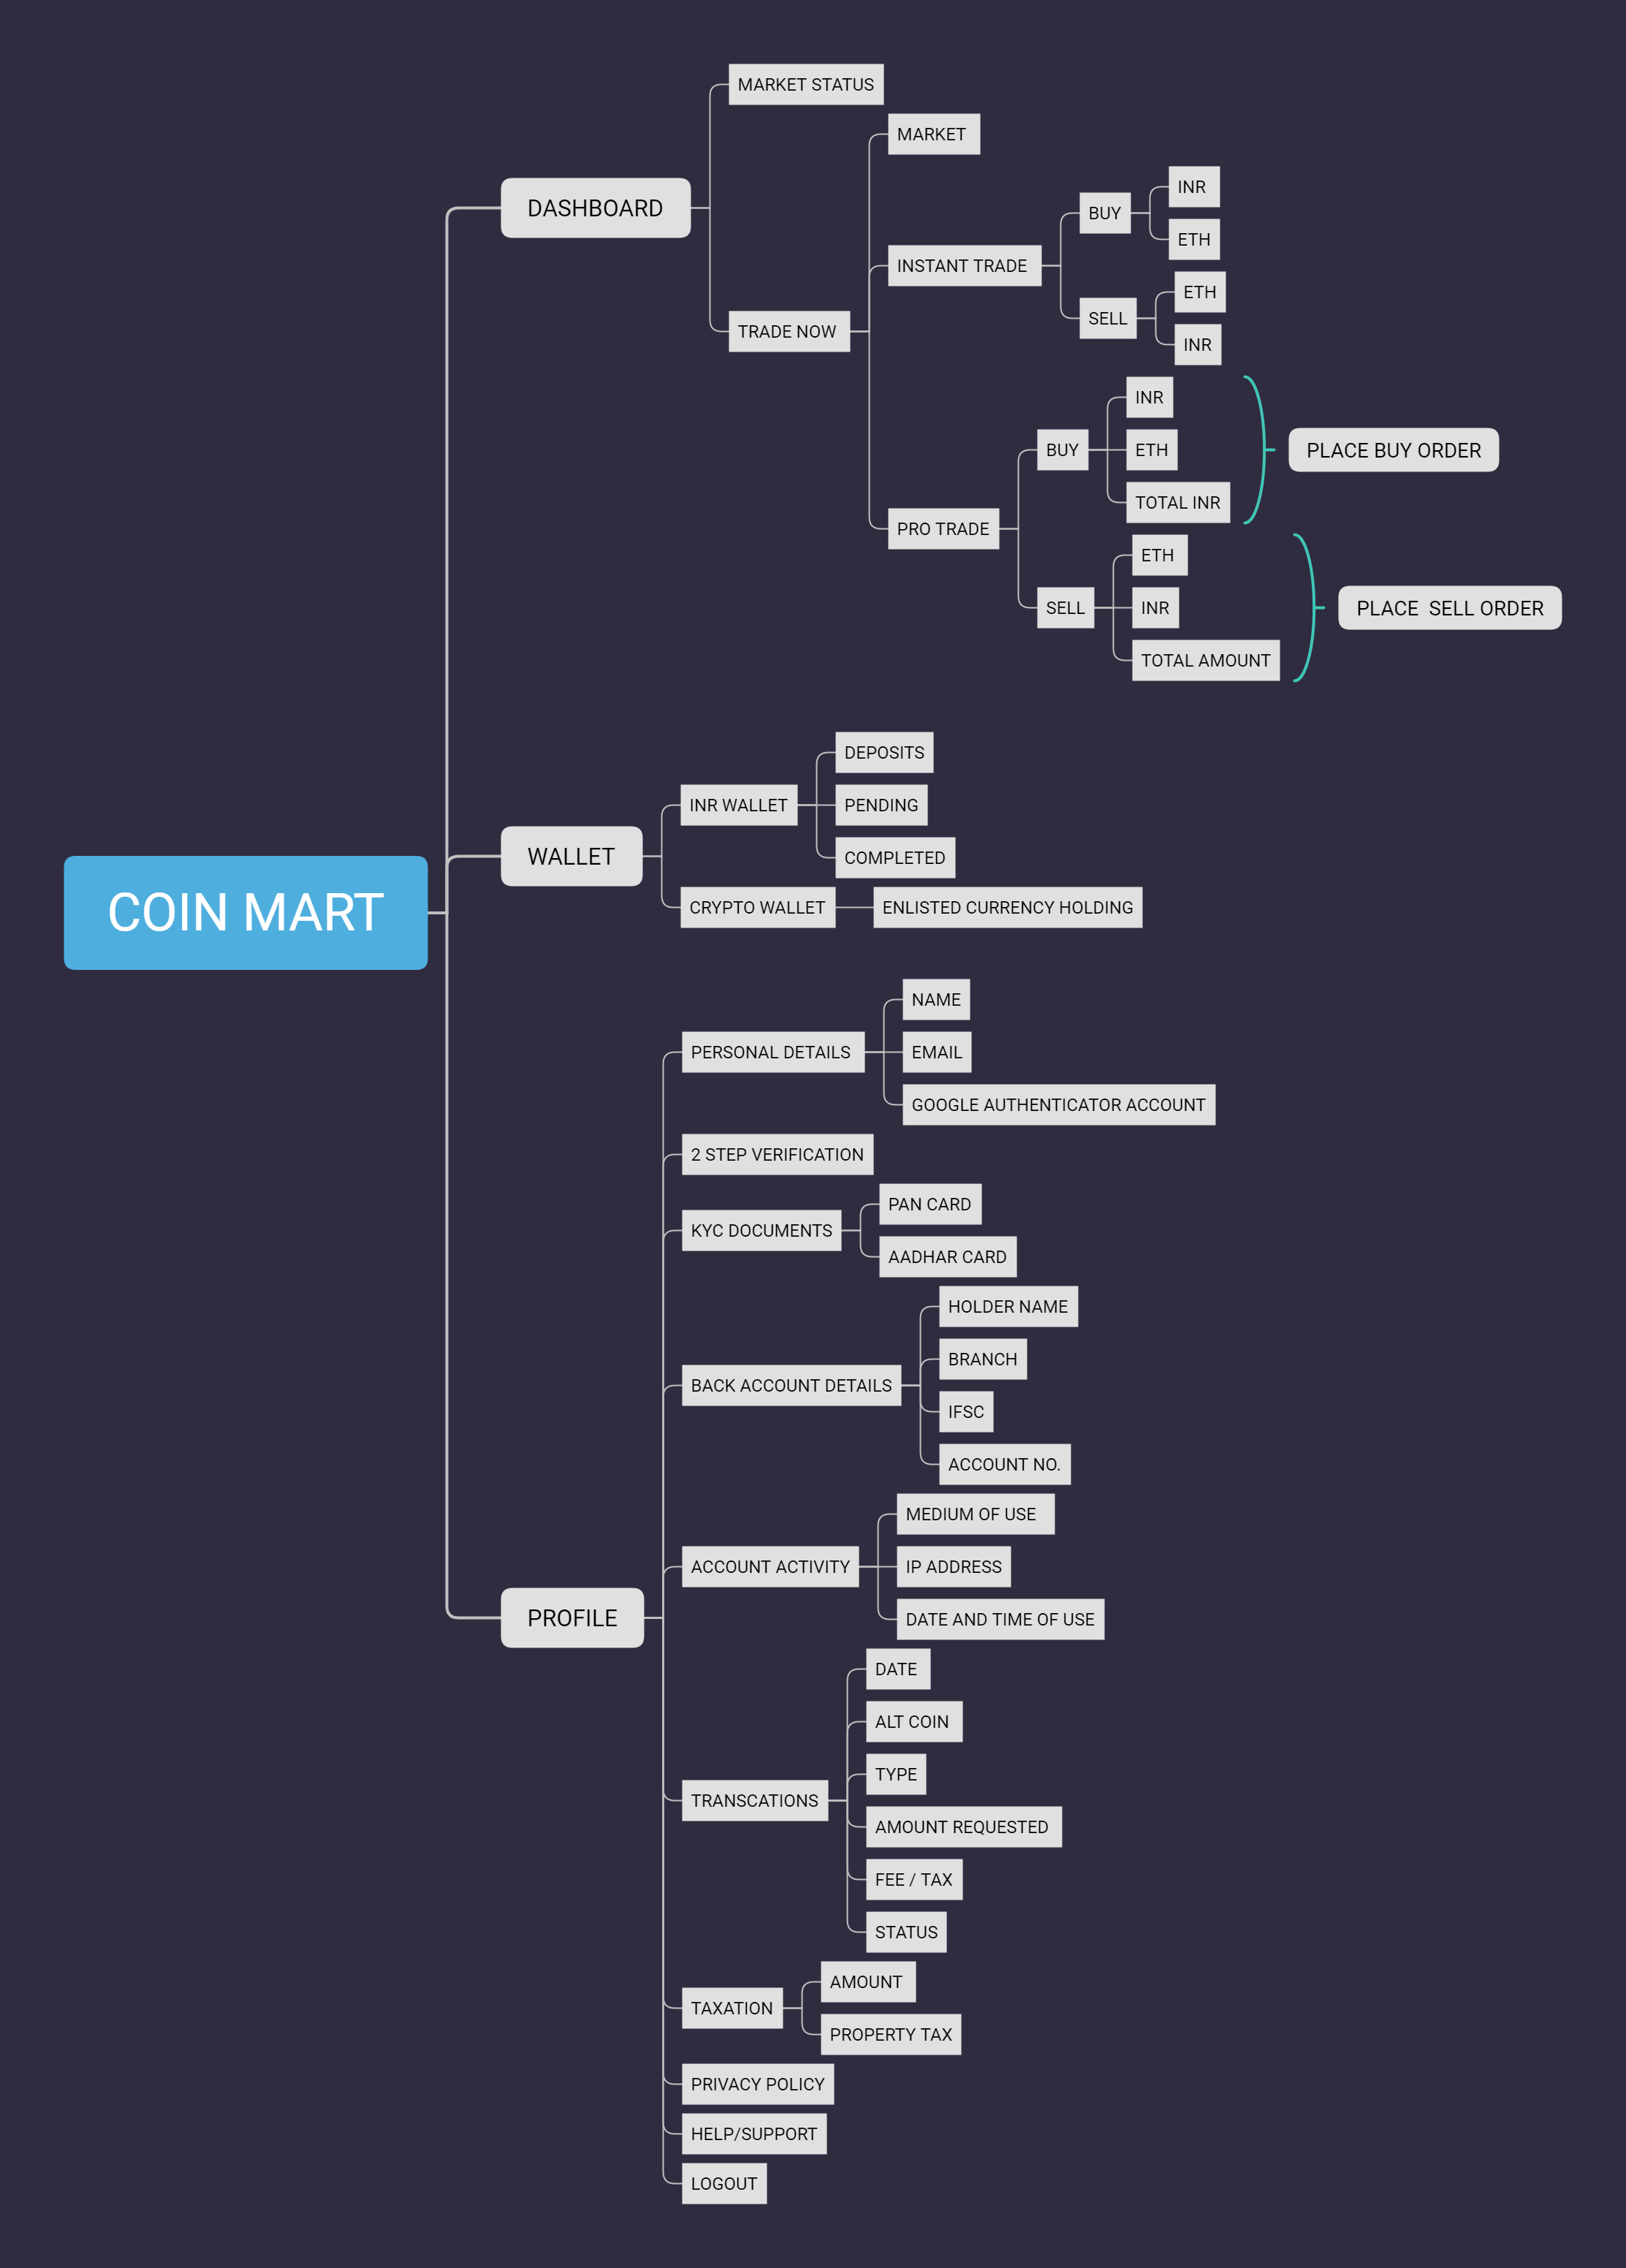 COIN MART
DASHBOARD
MARKET STATUS
TRADE NOW
MARKET
INSTANT TRADE
BUY
INR
ETH
SELL
ETH
INR
PRO TRADE
BUY
INR
ETH
TOTAL INR
PLACE BUY ORDER
SELL
ETH
INR
TOTAL AMOUNT
PLACE  SELL ORDER
WALLET
INR WALLET
DEPOSITS
PENDING
COMPLETED
CRYPTO WALLET
ENLISTED CURRENCY HOLDING
PROFILE
PERSONAL DETAILS
NAME
EMAIL
GOOGLE AUTHENTICATOR ACCOUNT
2 STEP VERIFICATION
KYC DOCUMENTS
PAN CARD
AADHAR CARD
BACK ACCOUNT DETAILS
HOLDER NAME
BRANCH
IFSC
ACCOUNT NO.
ACCOUNT ACTIVITY
MEDIUM OF USE
IP ADDRESS
DATE AND TIME OF USE
TRANSCATIONS
DATE
ALT COIN
TYPE
AMOUNT REQUESTED
FEE / TAX
STATUS
TAXATION
AMOUNT
PROPERTY TAX
PRIVACY POLICY
HELP/SUPPORT
LOGOUT